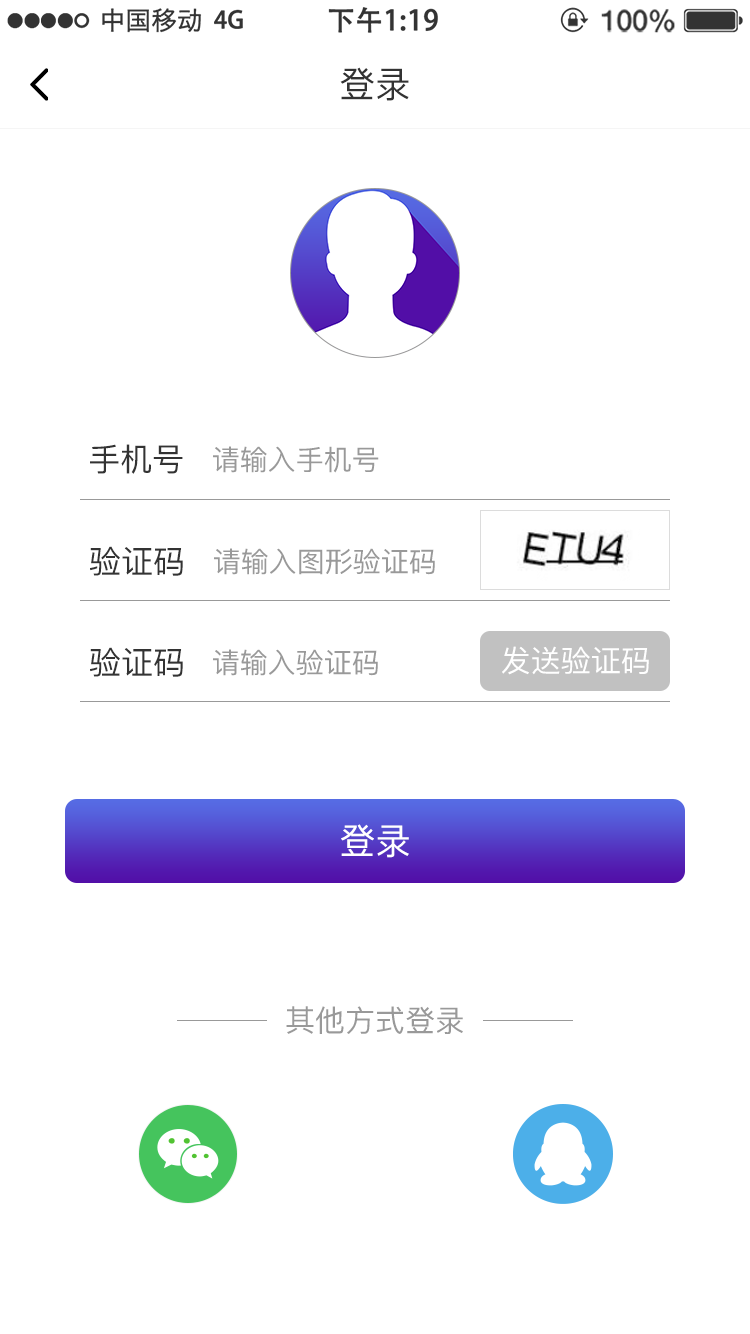 中国移动 4G 下午1:19 100%
登录
手机号 请输入手机号
验证码 请输入图形验证码 ETU4
验证码 请输入验证码 发送验证码
登录
其他方式登录